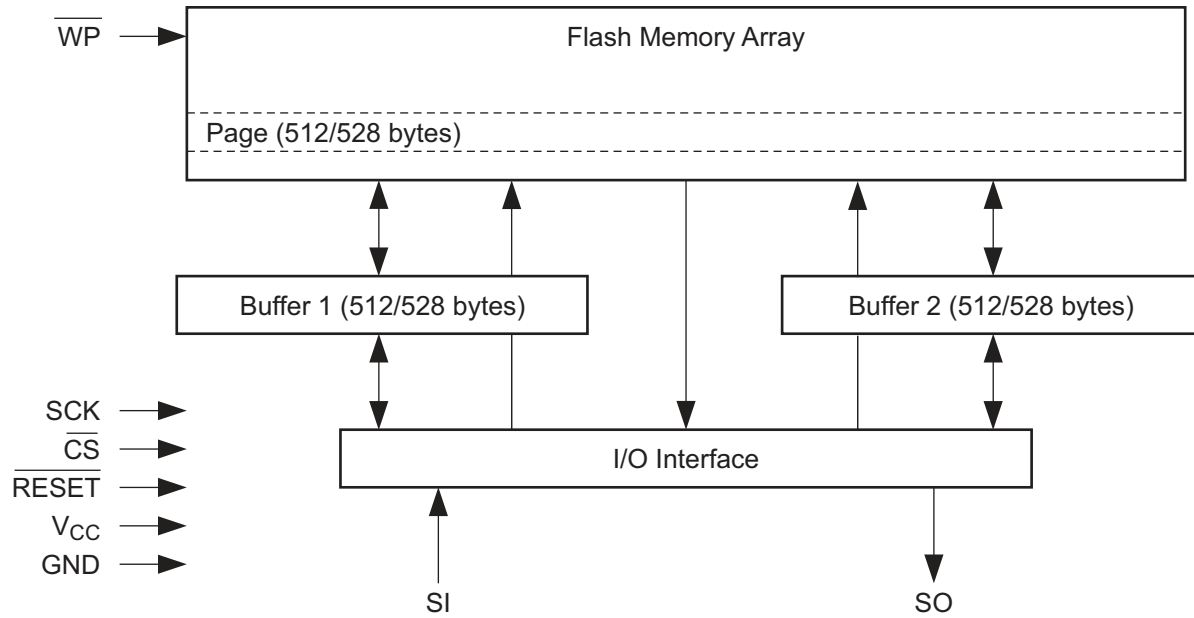 WP
Flash Memory Array
Page (512/528 bytes)
Buffer 1 (512/528 bytes)
Buffer 2 (512/528 bytes)
SCK
CS
RESET
VCC
GND
I/O Interface
SI
SO